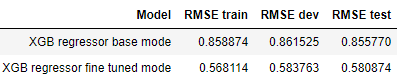 Model RMSE train RMSE dev RMSE test
XGB regressor base mode 0.858874 0.861525 0.855770
XGB regressor fine tuned mode 0.568114 0.583763 0.580874